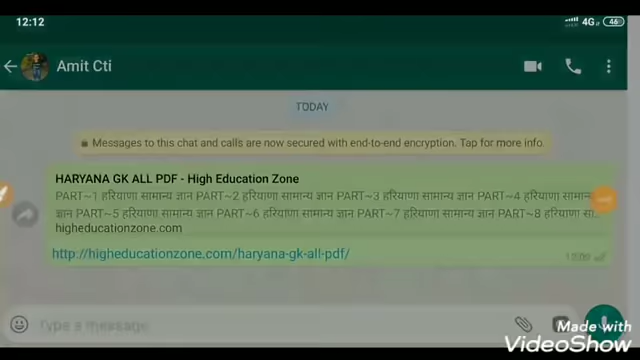 12:12
4G
46
Amit Cti
TODAY
Messages to this chat and calls are now secured with end-to-end encryption. Tap for more info.
HARYANA GK ALL PDF - High Education Zone
PART~1 हरियाणा सामान्य ज्ञान PART~2 हरियाणा सामान्य ज्ञान PART~3 हरियाणा सामान्य ज्ञान PART~4 हरियाणा सामान्य
ज्ञान PART~5 हरियाणा सामान्य ज्ञान PART~6 हरियाणा सामान्य ज्ञान PART~7 हरियाणा सामान्य ज्ञान PART~8 हरियाणा सा...
higheducationzone.com
http://higheducationzone.com/haryana-gk-all-pdf/
Type a message
Made with
VideoShow